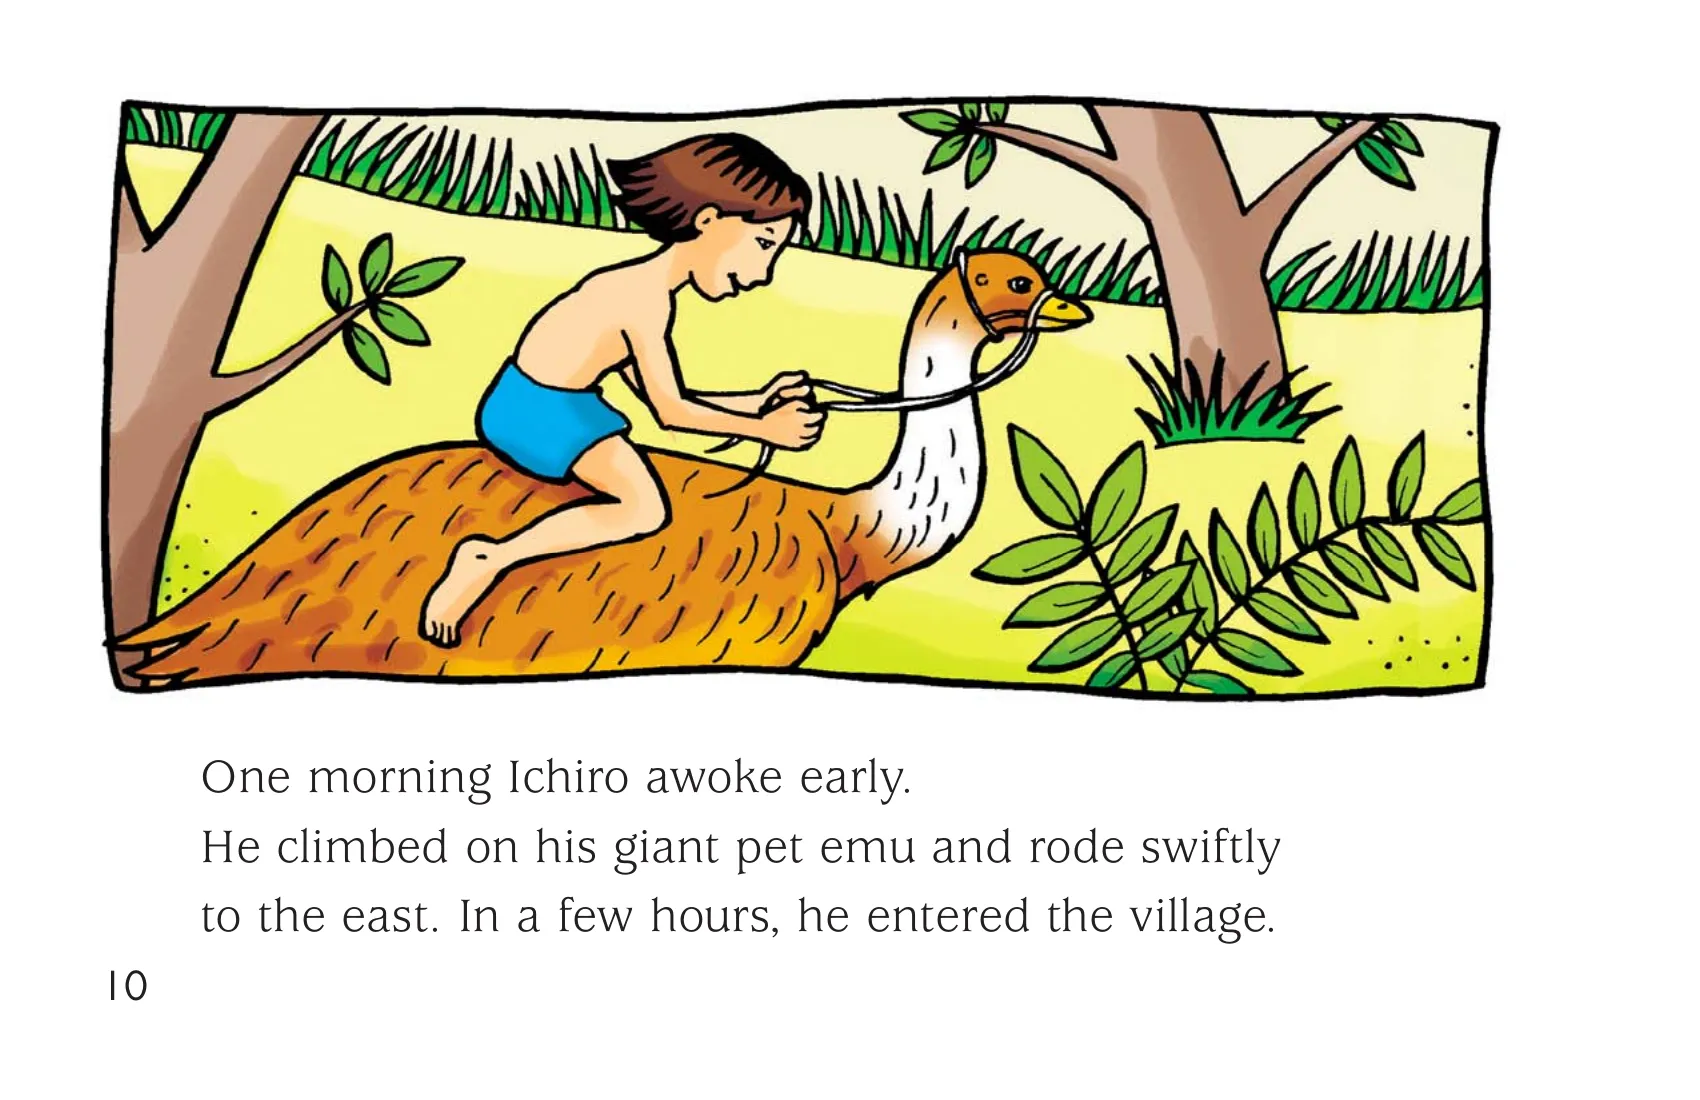 One morning Ichiro awoke early.
He climbed on his giant pet emu and rode swiftly
to the east. In a few hours, he entered the village.
10